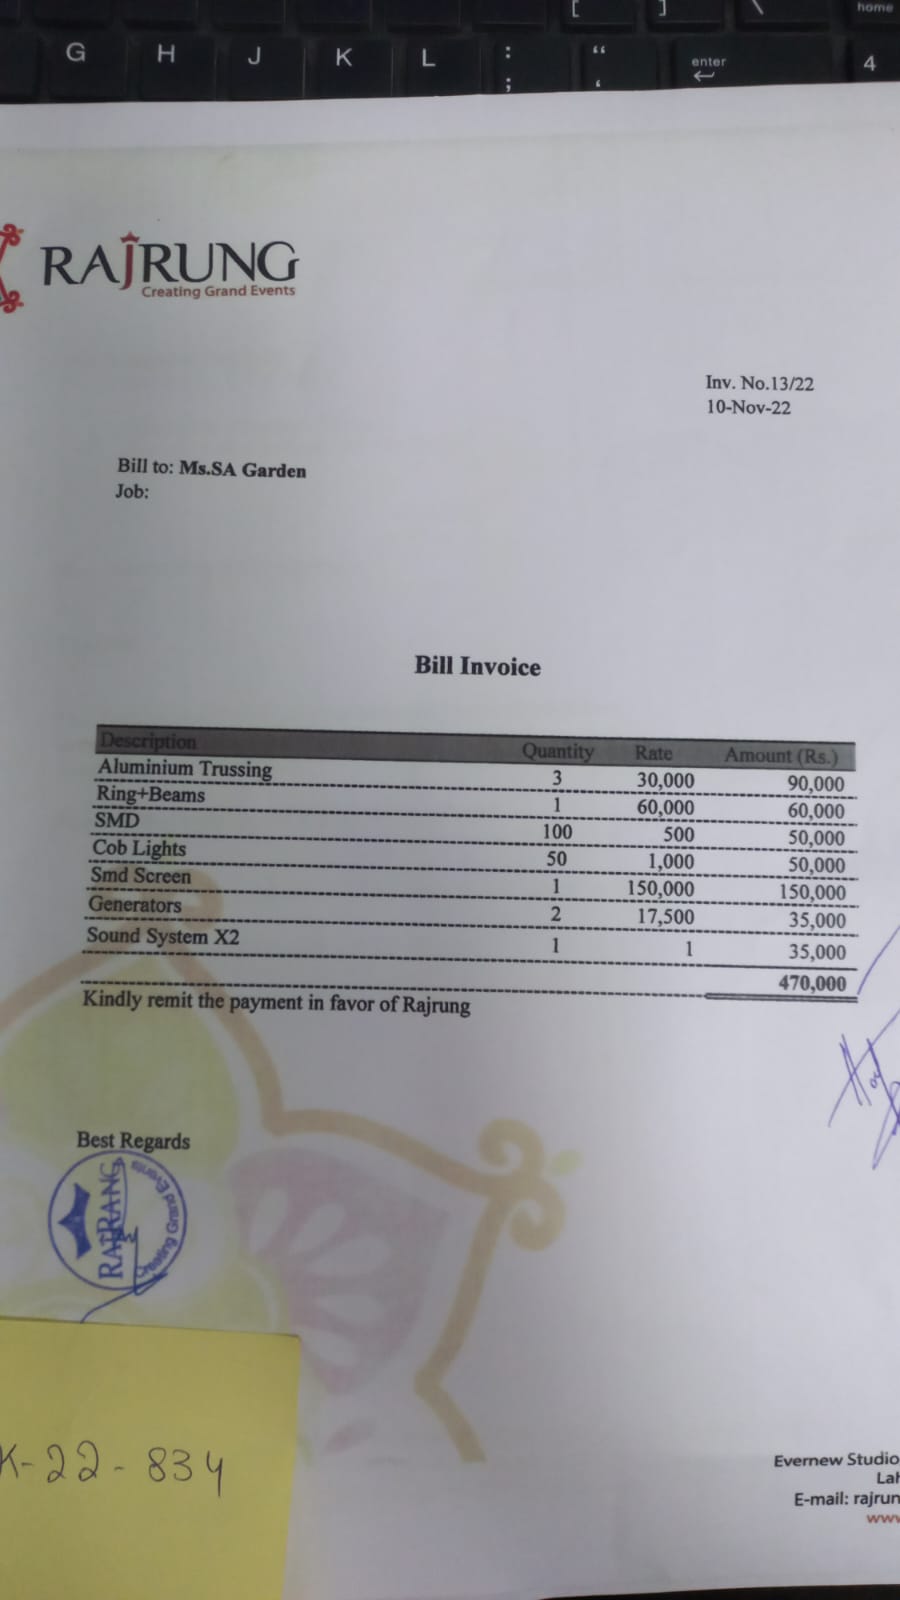 G H J K L : ; “ ‘ [ ] \ enter home 4
RAJRUNG
Creating Grand Events
Inv. No.13/22
10-Nov-22
Bill to: Ms.SA Garden
Job:
Bill Invoice
Description Quantity Rate Amount (Rs.)
Aluminium Trussing 3 30,000 90,000
Ring+Beams 1 60,000 60,000
SMD 100 500 50,000
Cob Lights 50 1,000 50,000
Smd Screen 1 150,000 150,000
Generators 2 17,500 35,000
Sound System X2 1 1 35,000
470,000
Kindly remit the payment in favor of Rajrung
Best Regards
RAJRANG
Creating Grand Events
K-22-834
Evernew Studio
Lah
E-mail: rajrun
www